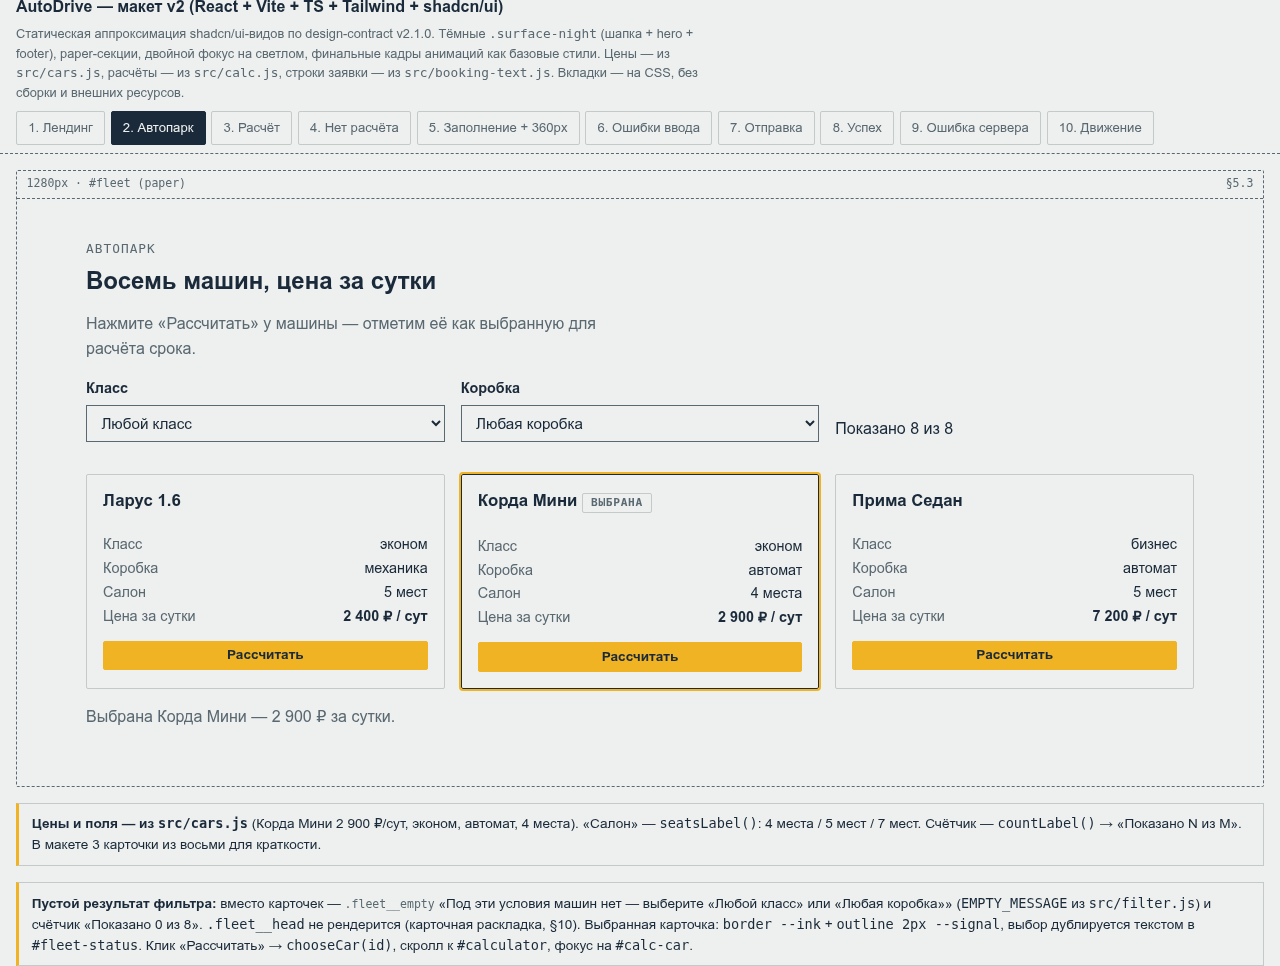 AutoDrive — макет v2 (React + Vite + TS + Tailwind + shadcn/ui)
Статическая аппроксимация shadcn/ui-видов по design-contract v2.1.0. Тёмные .surface-night (шапка + hero +
footer), paper-секции, двойной фокус на светлом, финальные кадры анимаций как базовые стили. Цены — из
src/cars.js, расчёты — из src/calc.js, строки заявки — из src/booking-text.js. Вкладки — на CSS, без
сборки и внешних ресурсов.
1. Лендинг 2. Автопарк 3. Расчёт 4. Нет расчёта 5. Заполнение + 360px 6. Ошибки ввода 7. Отправка 8. Успех 9. Ошибка сервера 10. Движение
1280px · #fleet (paper) §5.3
АВТОПАРК
Восемь машин, цена за сутки
Нажмите «Рассчитать» у машины — отметим её как выбранную для
расчёта срока.
Класс Коробка
Любой класс Любая коробка Показано 8 из 8
Ларус 1.6
Класс эконом
Коробка механика
Салон 5 мест
Цена за сутки 2 400 ₽ / сут
Рассчитать
Корда Мини ВЫБРАНА
Класс эконом
Коробка автомат
Салон 4 места
Цена за сутки 2 900 ₽ / сут
Рассчитать
Прима Седан
Класс бизнес
Коробка автомат
Салон 5 мест
Цена за сутки 7 200 ₽ / сут
Рассчитать
Выбрана Корда Мини — 2 900 ₽ за сутки.
Цены и поля — из src/cars.js (Корда Мини 2 900 ₽/сут, эконом, автомат, 4 места). «Салон» — seatsLabel(): 4 места / 5 мест / 7 мест. Счётчик — countLabel() → «Показано N из M».
В макете 3 карточки из восьми для краткости.
Пустой результат фильтра: вместо карточек — .fleet__empty «Под эти условия машин нет — выберите «Любой класс» или «Любая коробка»» (EMPTY_MESSAGE из src/filter.js) и
счётчик «Показано 0 из 8». .fleet__head не рендерится (карточная раскладка, §10). Выбранная карточка: border --ink + outline 2px --signal, выбор дублируется текстом в
#fleet-status. Клик «Рассчитать» → chooseCar(id), скролл к #calculator, фокус на #calc-car.